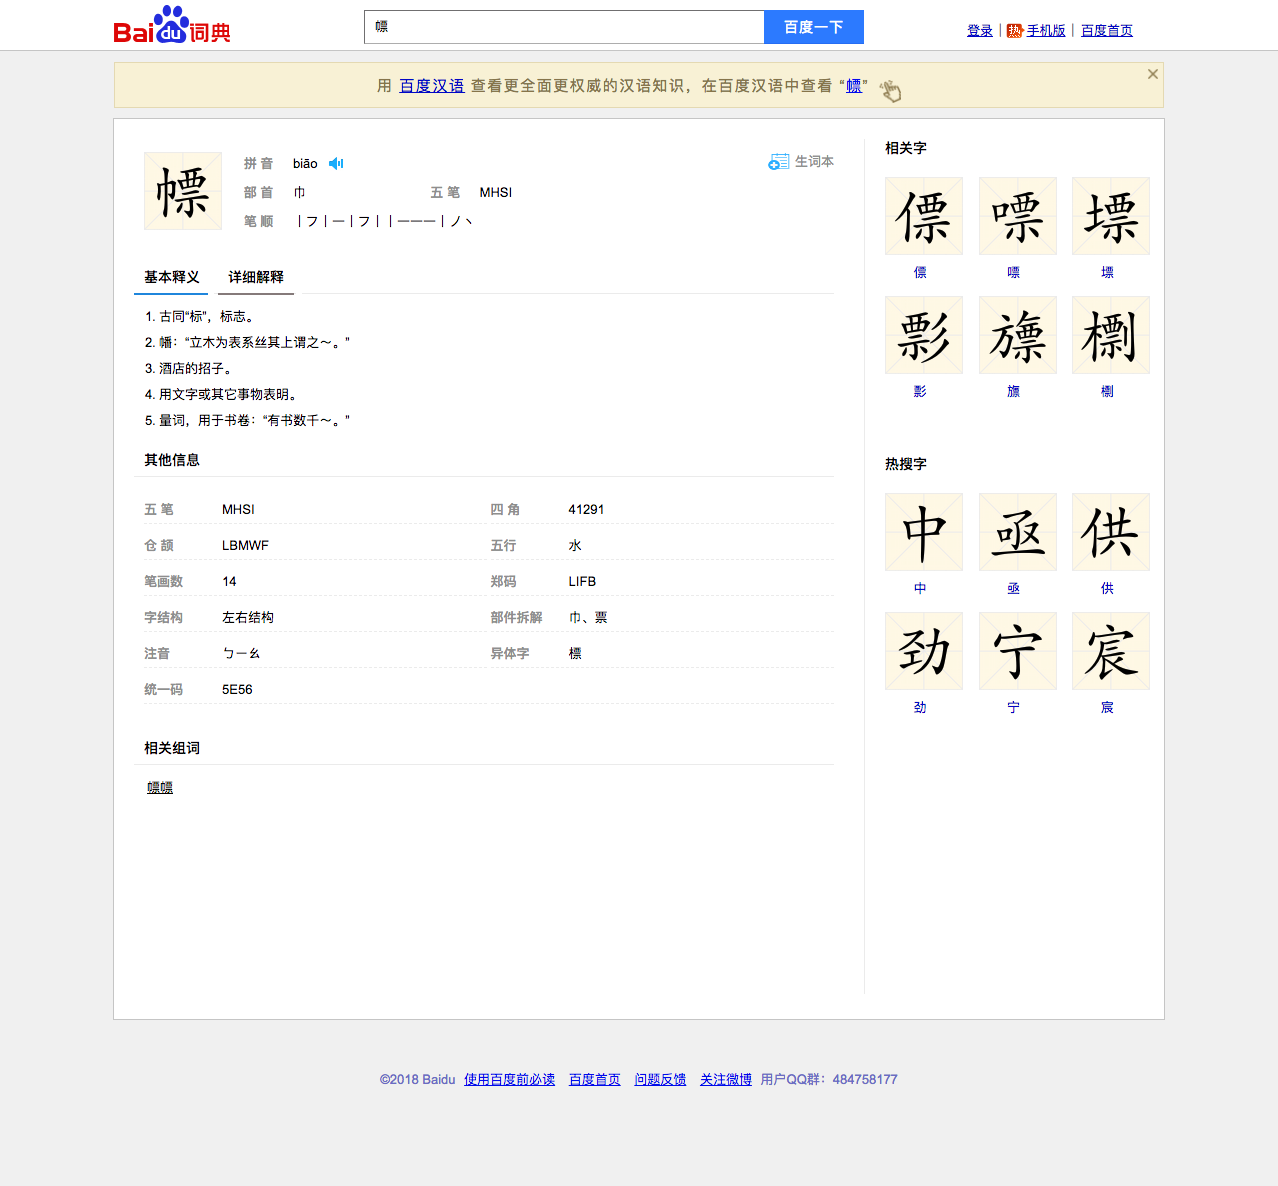 Baidu词典
幖
百度一下
登录 | 热 手机版 | 百度首页
用 百度汉语 查看更全面更权威的汉语知识，在百度汉语中查看 “幖”
幖
拼 音 biāo
生词本
部 首 巾 五 笔 MHSI
笔 顺 丨フ丨一丨フ丨丨一一一丨ノ丶
基本释义 详细解释
1. 古同“标”，标志。
2. 幡：“立木为表系丝其上谓之～。”
3. 酒店的招子。
4. 用文字或其它事物表明。
5. 量词，用于书卷：“有书数千～。”
其他信息
五 笔 MHSI 四 角 41291
仓 颉 LBMWF 五行 水
笔画数 14 郑码 LIFB
字结构 左右结构 部件拆解 巾、票
注音 ㄅㄧㄠ 异体字 標
统一码 5E56
相关组词
幖幖
相关字
僄 嘌 墂
僄 嘌 墂
影 旚 檦
彯 旚 檦
热搜字
中 亟 供
中 亟 供
劲 宁 宸
劲 宁 宸
©2018 Baidu 使用百度前必读 百度首页 问题反馈 关注微博 用户QQ群：484758177